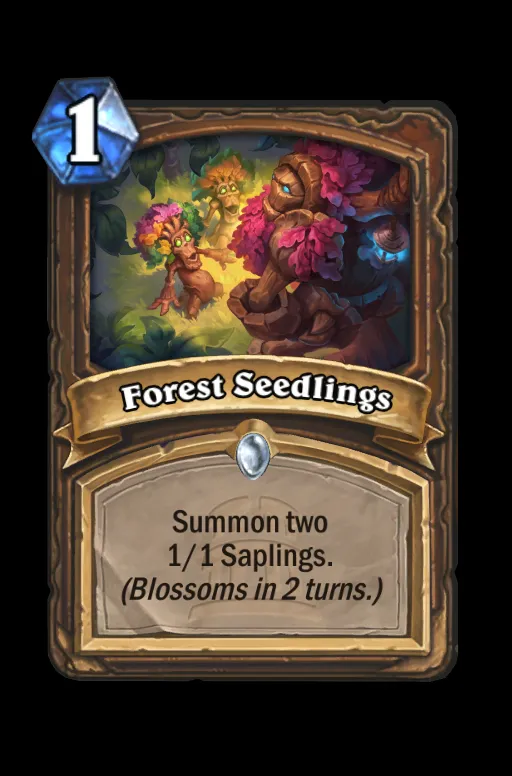 1
Forest Seedlings
Summon two
1/1 Saplings.
(Blossoms in 2 turns.)